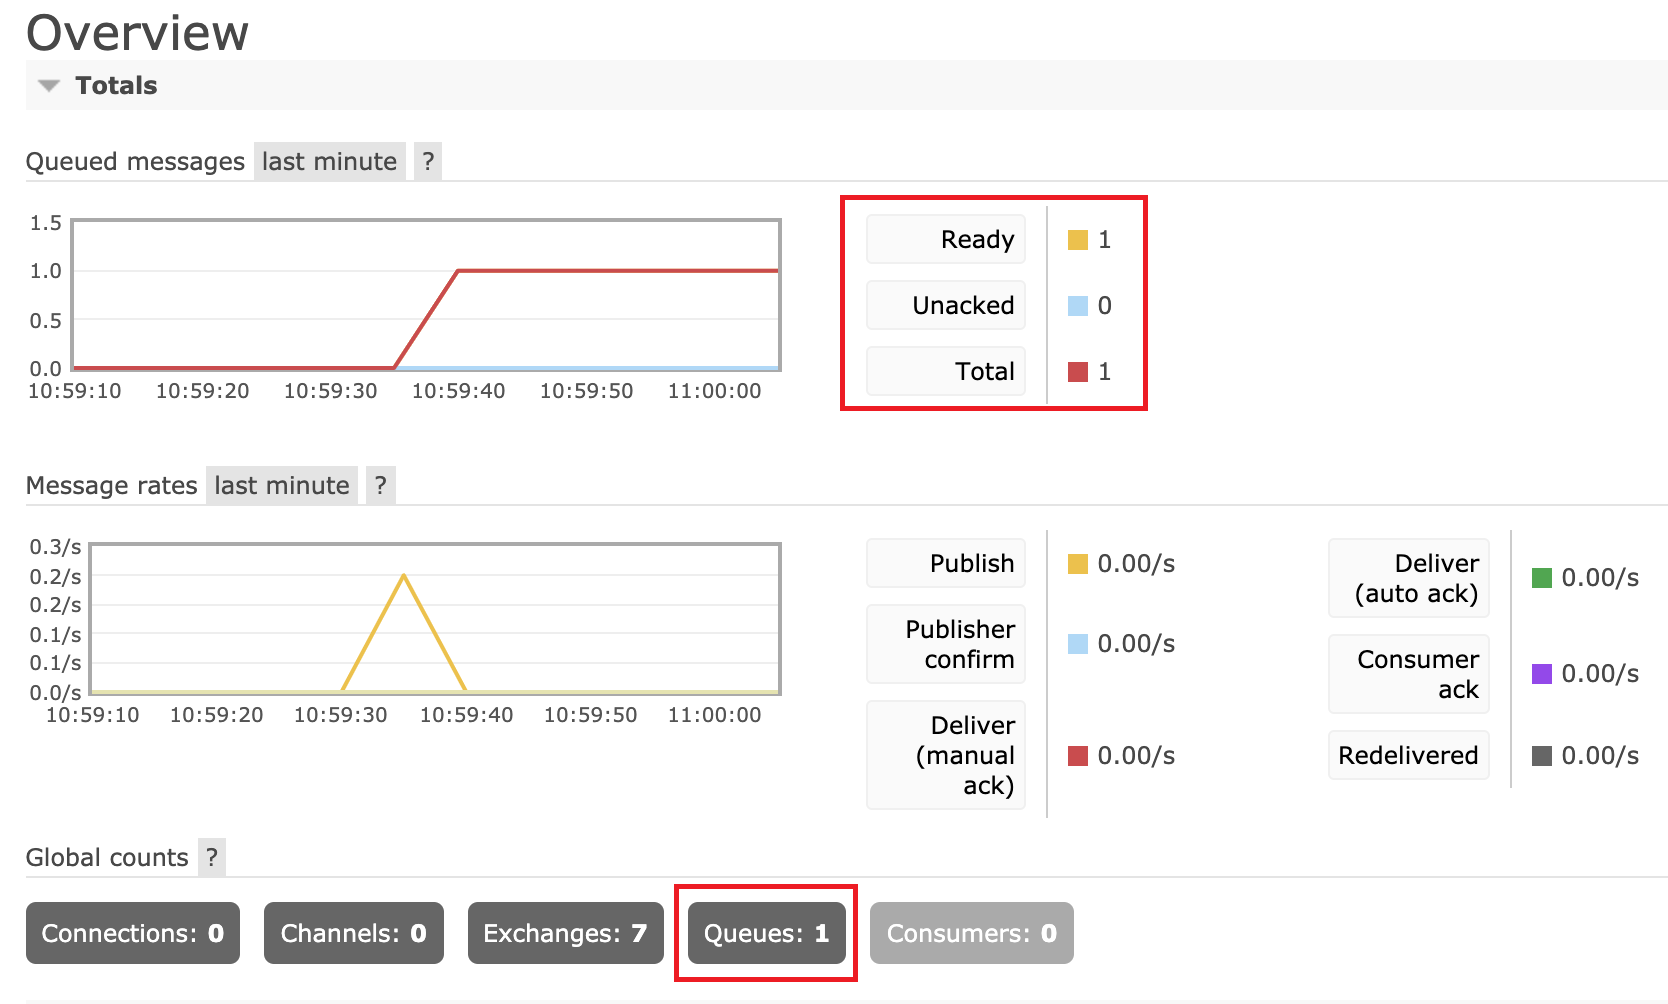 Overview
Totals
Queued messages last minute ?
1.5
1.0
0.5
0.0
10:59:10 10:59:20 10:59:30 10:59:40 10:59:50 11:00:00
Ready 1
Unacked 0
Total 1
Message rates last minute ?
0.3/s
0.2/s
0.2/s
0.1/s
0.1/s
0.0/s
10:59:10 10:59:20 10:59:30 10:59:40 10:59:50 11:00:00
Publish 0.00/s
Publisher
confirm 0.00/s
Deliver
(manual
ack) 0.00/s
Deliver
(auto ack) 0.00/s
Consumer
ack 0.00/s
Redelivered 0.00/s
Global counts ?
Connections: 0 Channels: 0 Exchanges: 7 Queues: 1 Consumers: 0